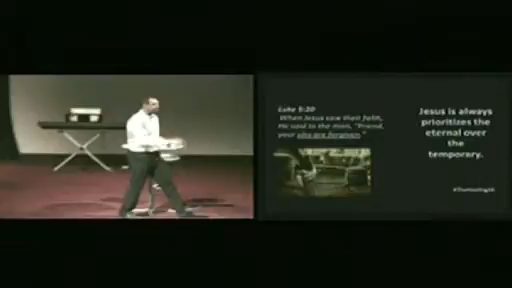 Luke 5:20
When Jesus saw their faith,
He said to the man, "Friend,
your sins are forgiven."
Jesus is always
prioritizes the
eternal over
the
temporary.